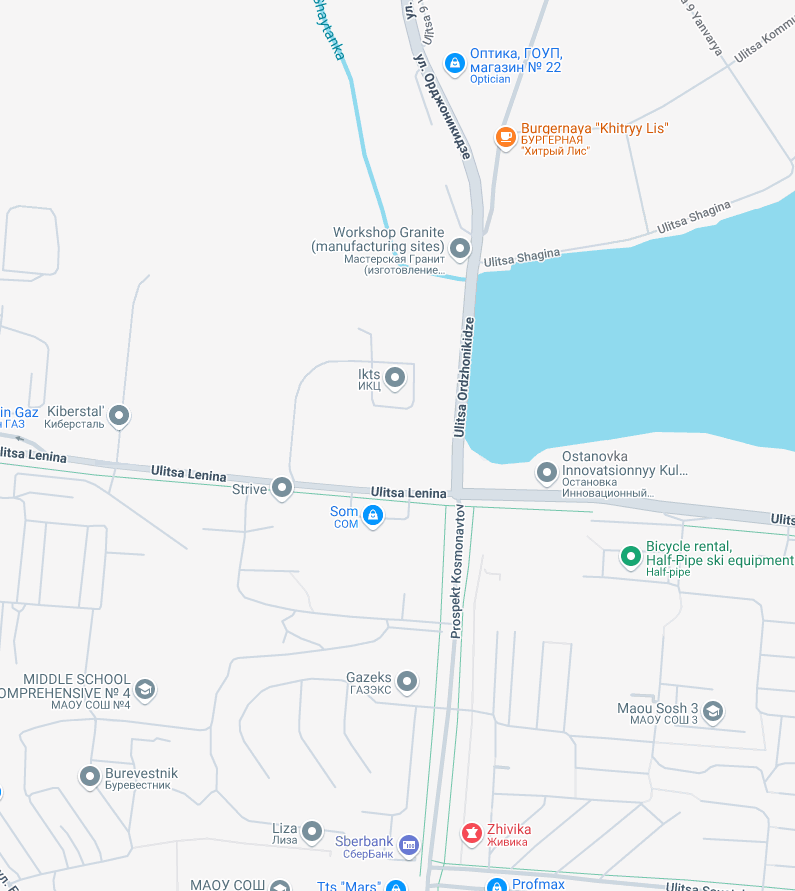 Shaytanka
ул.
Ulitsa 9
Оптика, ГОУП,
магазин № 22
Optician
ул. Орджоникидзе
9 Yanvarya
Ulitsa Kommu
Burgernaya "Khitryy Lis"
БУРГЕРНАЯ
"Хитрый Лис"
Workshop Granite
(manufacturing sites)
Мастерская Гранит
(изготовление…
Ulitsa Shagina
Ulitsa Shagina
Ulitsa Ordzhonikidze
Ikts
ИКЦ
in Gaz
ГАЗ
Kiberstal'
Киберсталь
litsa Lenina
Ulitsa Lenina
Ulitsa Lenina
Strive
Som
СОМ
Ostanovka
Innovatsionnyy Kul…
Остановка
Инновационный…
Ulits
Bicycle rental,
Half-Pipe ski equipment
Half-pipe
Prospekt Kosmonavtov
MIDDLE SCHOOL
OMPREHENSIVE № 4
МАОУ СОШ №4
Gazeks
ГАЗЭКС
Maou Sosh 3
МАОУ СОШ 3
Burevestnik
Буревестник
Liza
Лиза
Sberbank
СберБанк
Zhivika
Живика
МАОУ СОШ
Tts "Mars"
Profmax